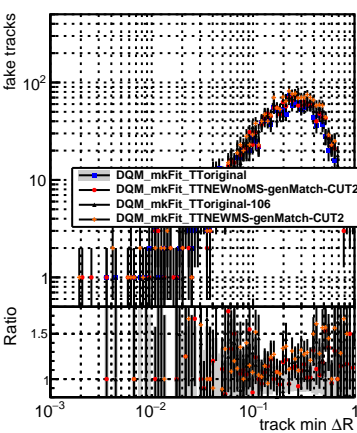 fake tracks
10²
10
1
DQM_mkFit_TToriginal
DQM_mkFit_TTNEWnoMS-genMatch-CUT2
DQM_mkFit_TToriginal-106
DQM_mkFit_TTNEWMS-genMatch-CUT2
Ratio
1.5
1
10⁻³ 10⁻² 10⁻¹ 1
track min ΔR